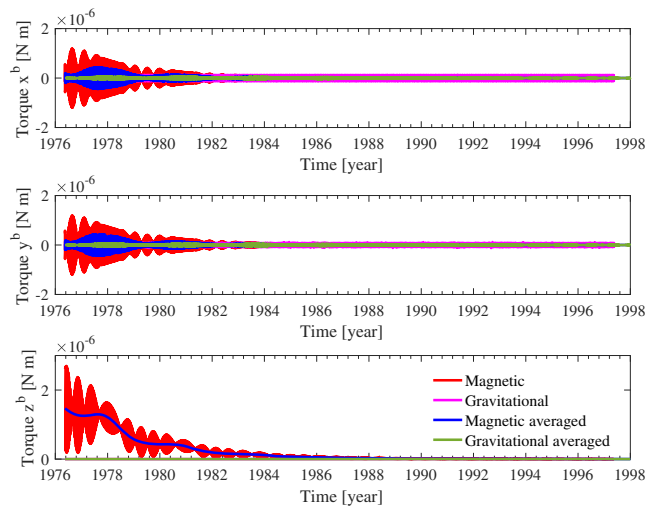 ×10^-6
2
0
-2
Torque x^b [N m]
1976 1978 1980 1982 1984 1986 1988 1990 1992 1994 1996 1998
Time [year]
×10^-6
2
0
-2
Torque y^b [N m]
1976 1978 1980 1982 1984 1986 1988 1990 1992 1994 1996 1998
Time [year]
×10^-6
2
0
Torque z^b [N m]
Magnetic
Gravitational
Magnetic averaged
Gravitational averaged
1976 1978 1980 1982 1984 1986 1988 1990 1992 1994 1996 1998
Time [year]